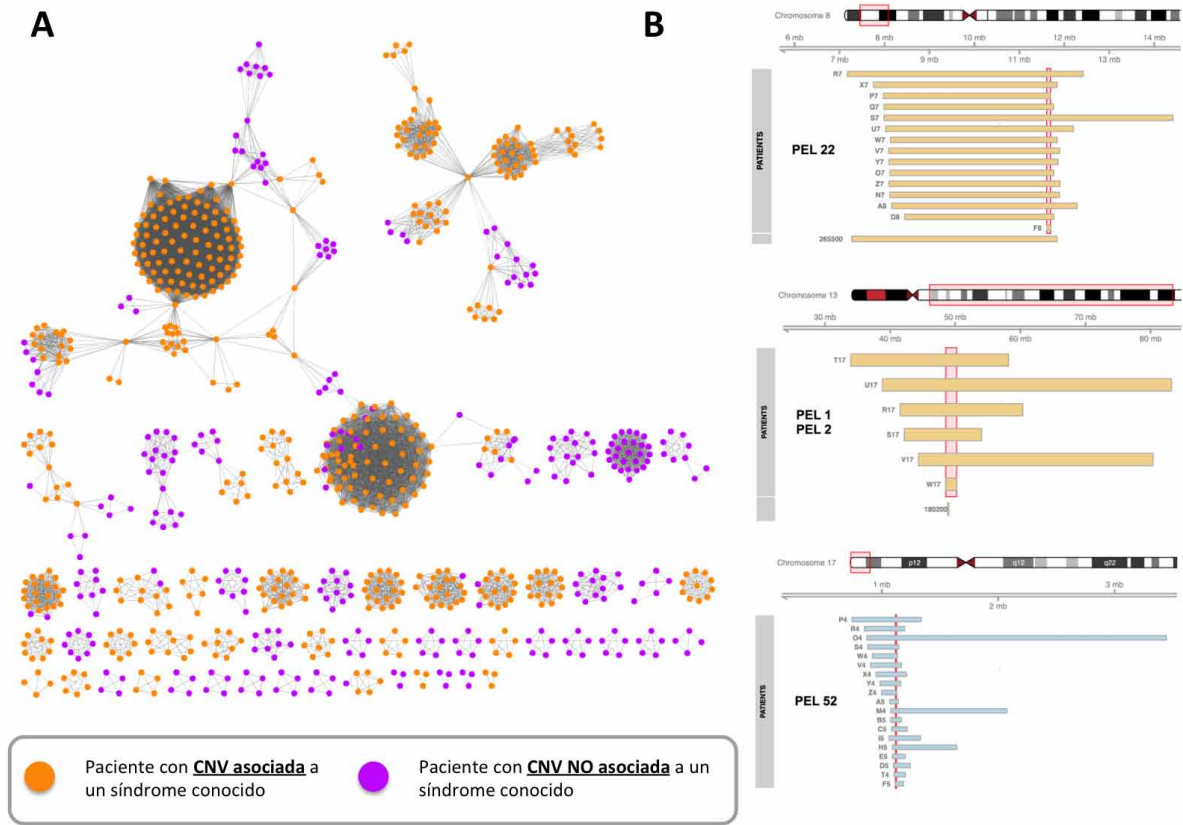 A
B
Chromosome 8
6 mb
8 mb
10 mb
12 mb
14 mb
7 mb
9 mb
11 mb
13 mb
PATIENTS
PEL 22
R7
X7
P7
Q7
S7
U7
W7
V7
Y7
O7
Z7
N7
A8
D8
F8
265500
Chromosome 13
30 mb
50 mb
70 mb
40 mb
60 mb
80 mb
PATIENTS
PEL 1
PEL 2
T17
U17
R17
S17
V17
W17
180200
Chromosome 17
p12
q12
q22
1 mb
3 mb
2 mb
PATIENTS
PEL 52
P4
R4
O4
S4
W4
V4
X4
Y4
Z4
A5
M4
B5
C5
I5
H5
E5
D5
T4
F5
Paciente con CNV asociada a
un síndrome conocido
Paciente con CNV NO asociada a un
síndrome conocido